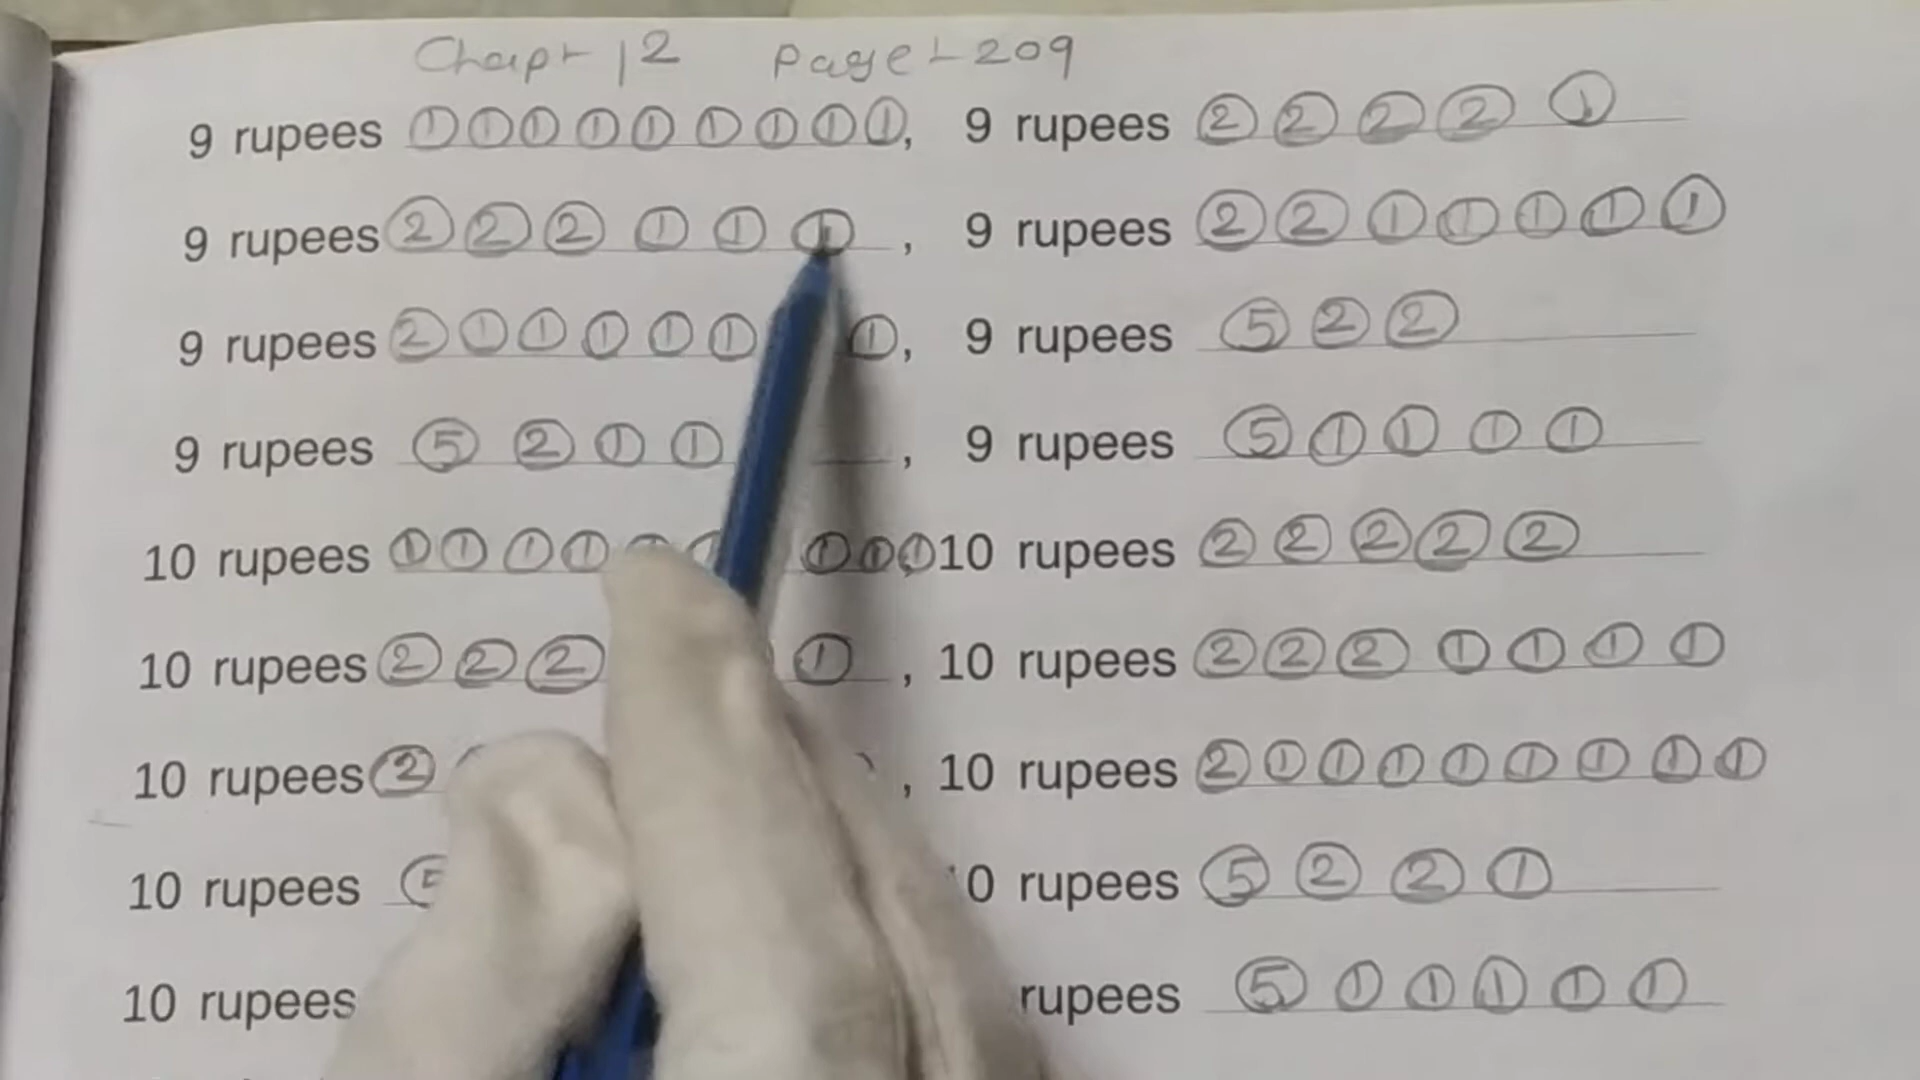 Chapt 12 Page - 209
9 rupees ① ① ① ① ① ① ① ① ①, 9 rupees ② ② ② ② ①
9 rupees ② ② ② ① ① ①, 9 rupees ② ② ① ① ① ① ①
9 rupees ② ① ① ① ① ① ①, 9 rupees ⑤ ② ②
9 rupees ⑤ ② ① ①, 9 rupees ⑤ ① ① ① ①
10 rupees ① ① ① ① ① ① ① 10 rupees ② ② ② ② ②
10 rupees ② ② ② ①, 10 rupees ② ② ② ① ① ① ①
10 rupees ②, 10 rupees ② ① ① ① ① ① ① ① ①
10 rupees ⑤ 0 rupees ⑤ ② ② ①
10 rupees rupees ⑤ ① ① ① ① ①